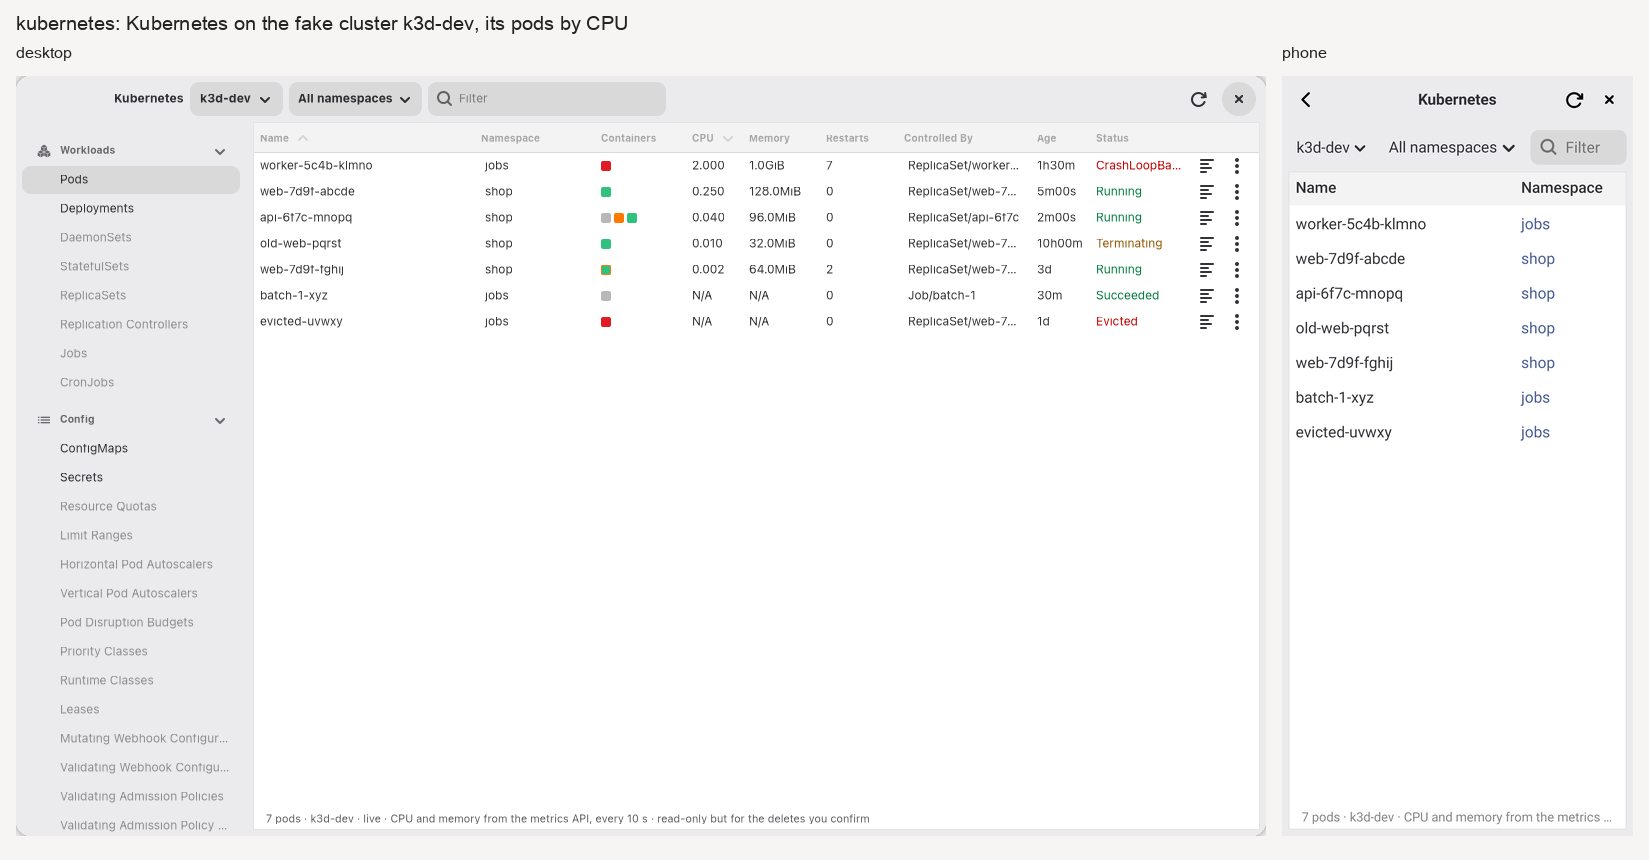 kubernetes: Kubernetes on the fake cluster k3d-dev, its pods by CPU
desktop
Kubernetes k3d-dev All namespaces Filter
Workloads
Pods
Deployments
DaemonSets
StatefulSets
ReplicaSets
Replication Controllers
Jobs
CronJobs
Config
ConfigMaps
Secrets
Resource Quotas
Limit Ranges
Horizontal Pod Autoscalers
Vertical Pod Autoscalers
Pod Disruption Budgets
Priority Classes
Runtime Classes
Leases
Mutating Webhook Configur...
Validating Webhook Configu...
Validating Admission Policies
Validating Admission Policy ...
Name Namespace Containers CPU Memory Restarts Controlled By Age Status
worker-5c4b-klmno jobs 2.000 1.0GiB 7 ReplicaSet/worker... 1h30m CrashLoopBa...
web-7d9f-abcde shop 0.250 128.0MiB 0 ReplicaSet/web-7... 5m00s Running
api-6f7c-mnopq shop 0.040 96.0MiB 0 ReplicaSet/api-6f7c 2m00s Running
old-web-pqrst shop 0.010 32.0MiB 0 ReplicaSet/web-7... 10h00m Terminating
web-7d9f-fghij shop 0.002 64.0MiB 2 ReplicaSet/web-7... 3d Running
batch-1-xyz jobs N/A N/A 0 Job/batch-1 30m Succeeded
evicted-uvwxy jobs N/A N/A 0 ReplicaSet/web-7... 1d Evicted
7 pods · k3d-dev · live · CPU and memory from the metrics API, every 10 s · read-only but for the deletes you confirm
phone
Kubernetes
k3d-dev All namespaces Filter
Name Namespace
worker-5c4b-klmno jobs
web-7d9f-abcde shop
api-6f7c-mnopq shop
old-web-pqrst shop
web-7d9f-fghij shop
batch-1-xyz jobs
evicted-uvwxy jobs
7 pods · k3d-dev · CPU and memory from the metrics ...